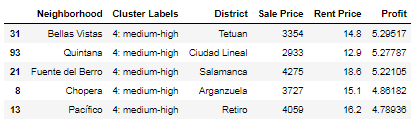 Neighborhood Cluster Labels District Sale Price Rent Price Profit
31 Bellas Vistas 4: medium-high Tetuan 3354 14.8 5.29517
93 Quintana 4: medium-high Ciudad Lineal 2933 12.9 5.27787
21 Fuente del Berro 4: medium-high Salamanca 4275 18.6 5.22105
8 Chopera 4: medium-high Arganzuela 3727 15.1 4.86182
13 Pacífico 4: medium-high Retiro 4059 16.2 4.78936